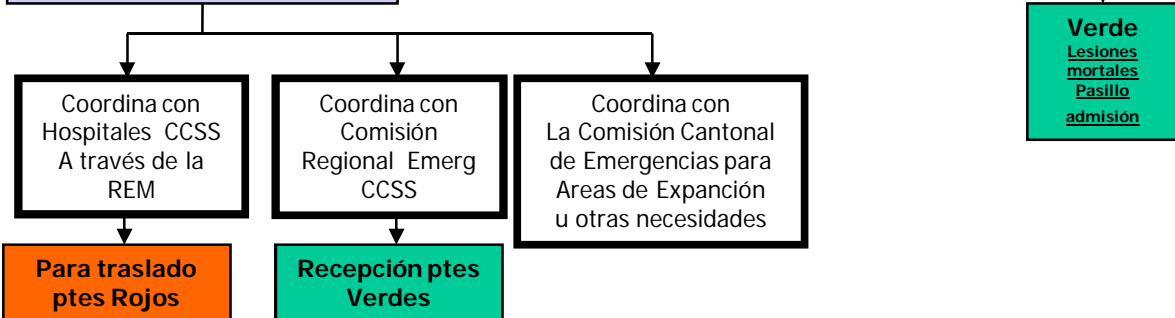 Coordina con
Hospitales CCSS
A través de la
REM
Coordina con
Comisión
Regional Emerg
CCSS
Coordina con
La Comisión Cantonal
de Emergencias para
Areas de Expanción
u otras necesidades
Para traslado
ptes Rojos
Recepción ptes
Verdes
Verde
Lesiones
mortales
Pasillo
admisión